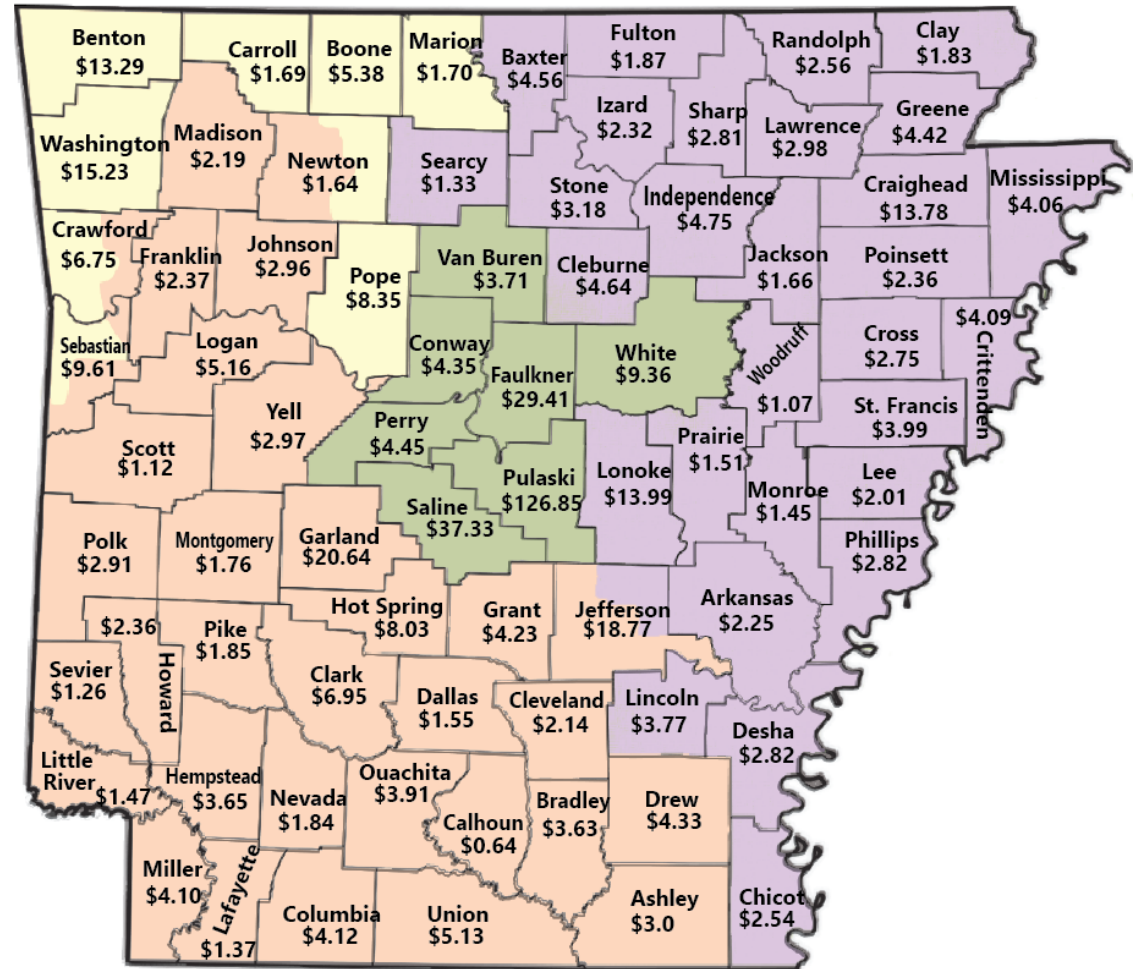 Benton
$13.29
Carroll
$1.69
Boone
$5.38
Marion
$1.70
Baxter
$4.56
Fulton
$1.87
Randolph
$2.56
Clay
$1.83
Izard
$2.32
Sharp
$2.81
Lawrence
$2.98
Greene
$4.42
Washington
$15.23
Madison
$2.19
Newton
$1.64
Searcy
$1.33
Stone
$3.18
Independence
$4.75
Craighead
$13.78
Mississippi
$4.06
Crawford
$6.75
Franklin
$2.37
Johnson
$2.96
Pope
$8.35
Van Buren
$3.71
Cleburne
$4.64
Jackson
$1.66
Poinsett
$2.36
Sebastian
$9.61
Logan
$5.16
Conway
$4.35
Faulkner
$29.41
White
$9.36
Woodruff
$1.07
Cross
$2.75
$4.09
Crittenden
Scott
$1.12
Yell
$2.97
Perry
$4.45
Pulaski
$126.85
Lonoke
$13.99
Prairie
$1.51
St. Francis
$3.99
Monroe
$1.45
Lee
$2.01
Saline
$37.33
Polk
$2.91
Montgomery
$1.76
Garland
$20.64
Phillips
$2.82
Hot Spring
$8.03
Grant
$4.23
Jefferson
$18.77
Arkansas
$2.25
$2.36
Howard
Pike
$1.85
Sevier
$1.26
Clark
$6.95
Dallas
$1.55
Cleveland
$2.14
Lincoln
$3.77
Desha
$2.82
Little
River
$1.47
Hempstead
$3.65
Nevada
$1.84
Ouachita
$3.91
Calhoun
$0.64
Bradley
$3.63
Drew
$4.33
Miller
$4.10
Lafayette
$1.37
Columbia
$4.12
Union
$5.13
Ashley
$3.0
Chicot
$2.54